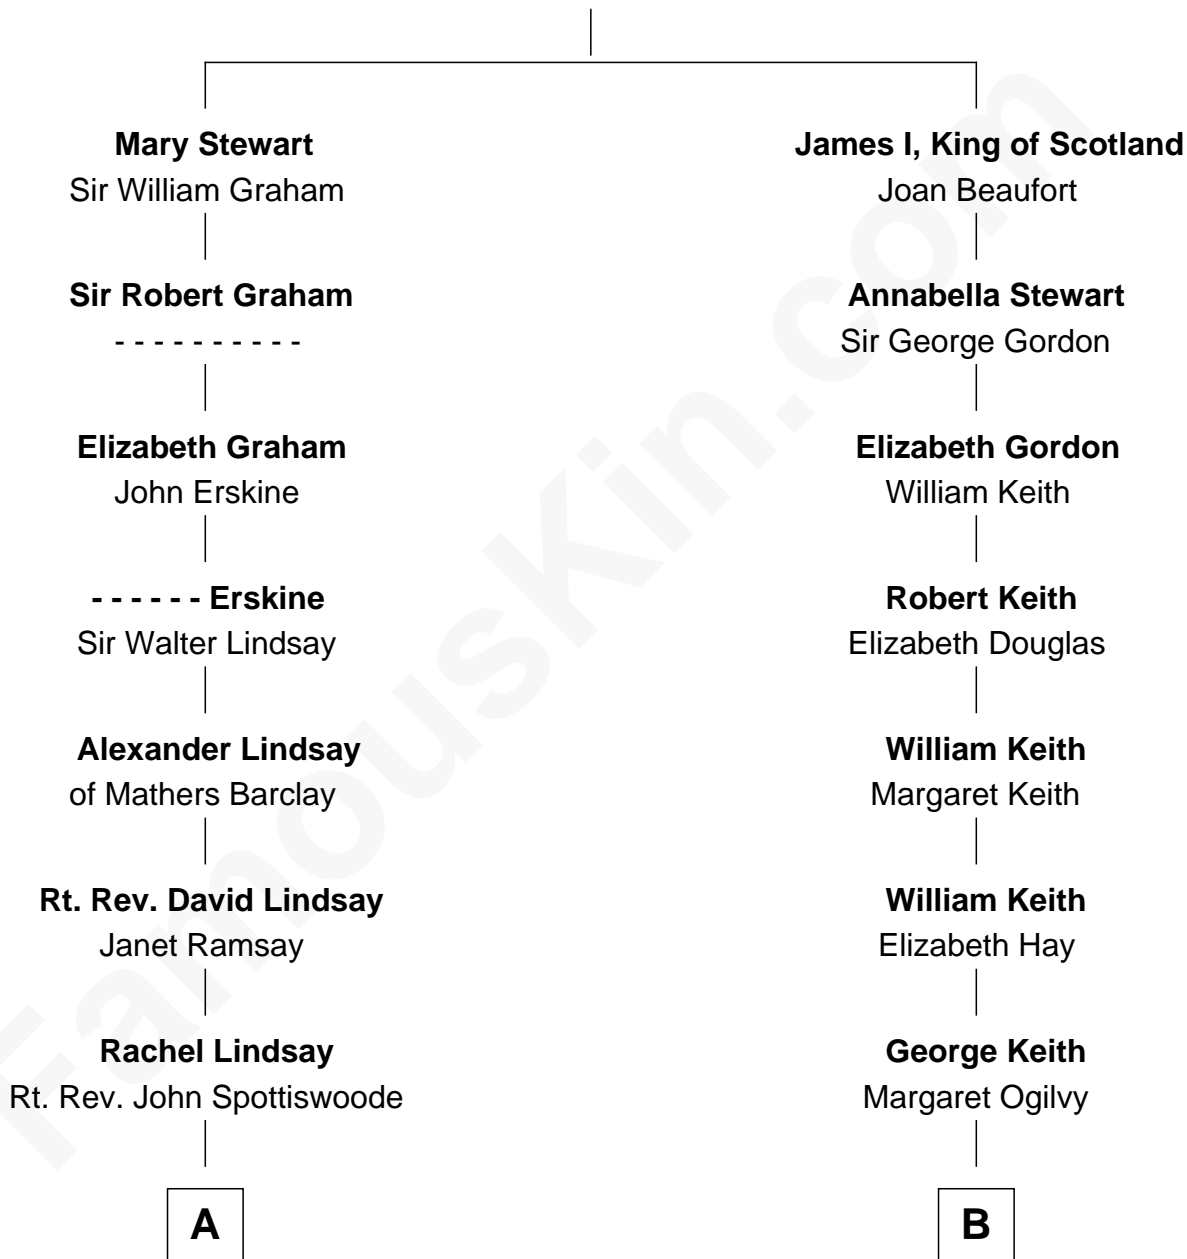 Mary Stewart
Sir William Graham
James I, King of Scotland
Joan Beaufort
Sir Robert Graham
- - - - - - - - - -
Annabella Stewart
Sir George Gordon
Elizabeth Graham
John Erskine
Elizabeth Gordon
William Keith
- - - - - - Erskine
Sir Walter Lindsay
Robert Keith
Elizabeth Douglas
Alexander Lindsay
of Mathers Barclay
William Keith
Margaret Keith
Rt. Rev. David Lindsay
Janet Ramsay
William Keith
Elizabeth Hay
Rachel Lindsay
Rt. Rev. John Spottiswoode
George Keith
Margaret Ogilvy
A
B
FamousKin.com